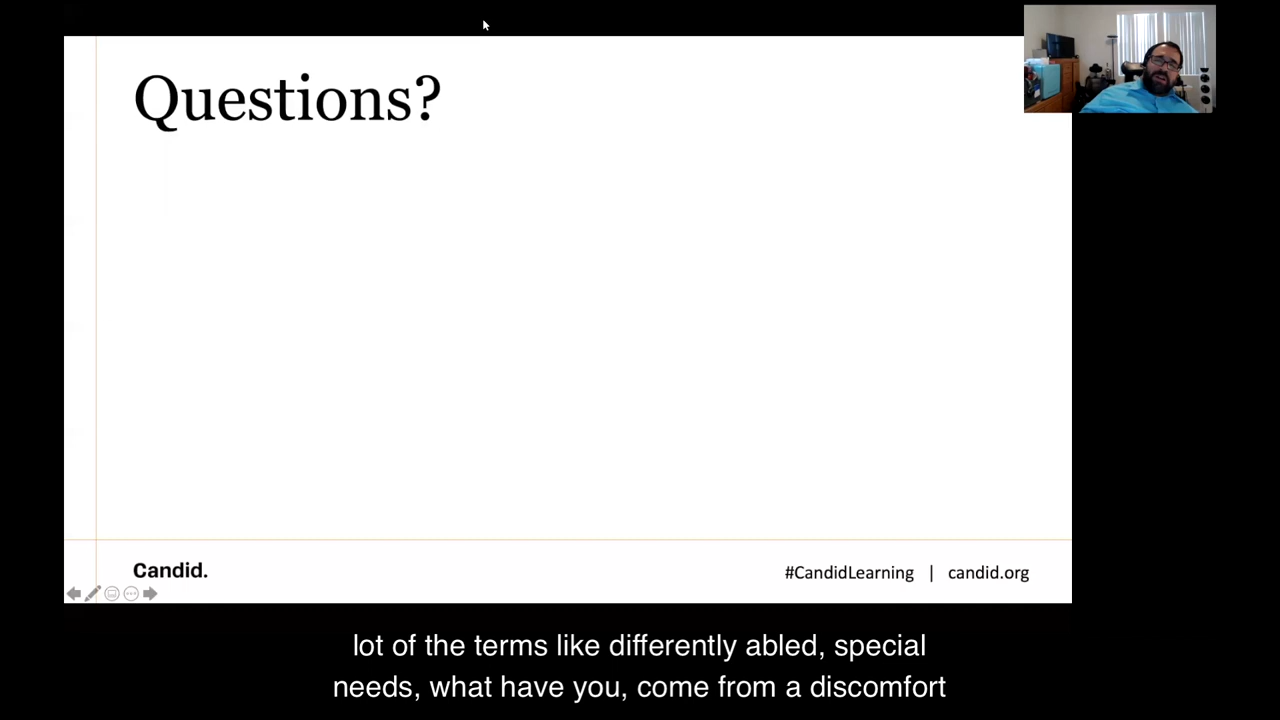 Questions?
Candid.
#CandidLearning | candid.org
lot of the terms like differently abled, special
needs, what have you, come from a discomfort